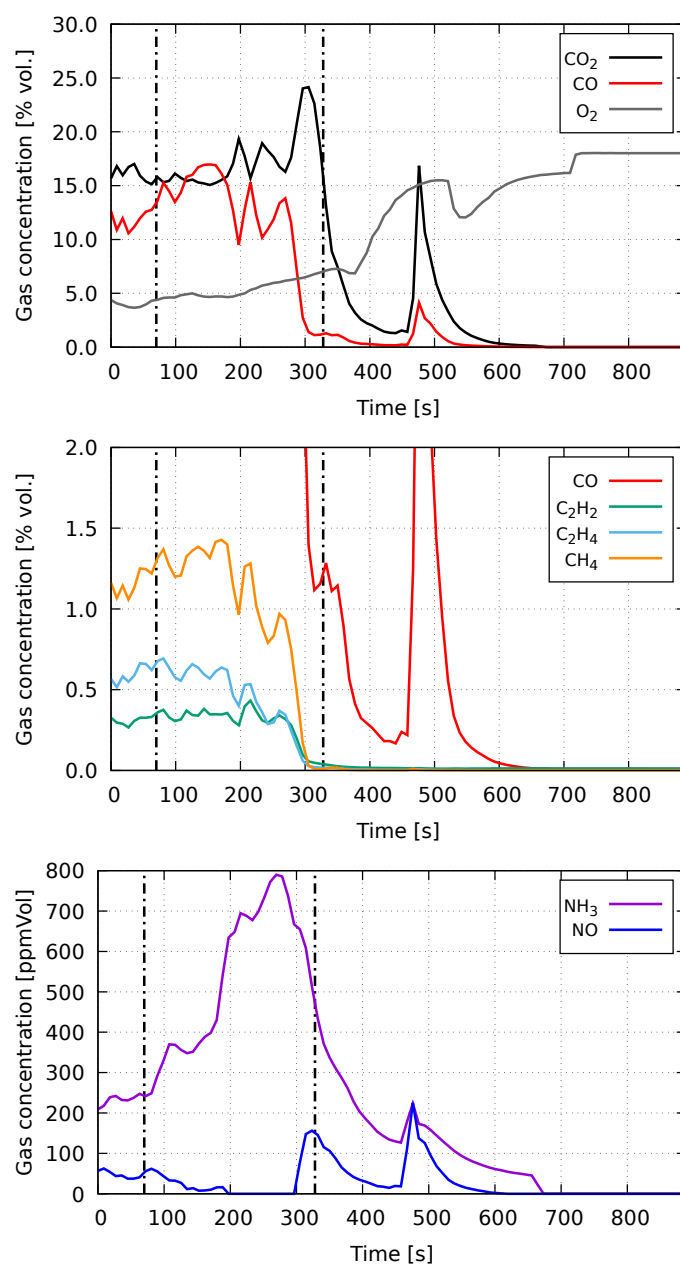 Gas concentration [% vol.]
30.0
25.0
20.0
15.0
10.0
5.0
0.0
CO₂
CO
O₂
0 100 200 300 400 500 600 700 800
Time [s]
Gas concentration [% vol.]
2.0
1.5
1.0
0.5
0.0
CO
C₂H₂
C₂H₄
CH₄
0 100 200 300 400 500 600 700 800
Time [s]
Gas concentration [ppmVol]
800
700
600
500
400
300
200
100
0
NH₃
NO
0 100 200 300 400 500 600 700 800
Time [s]